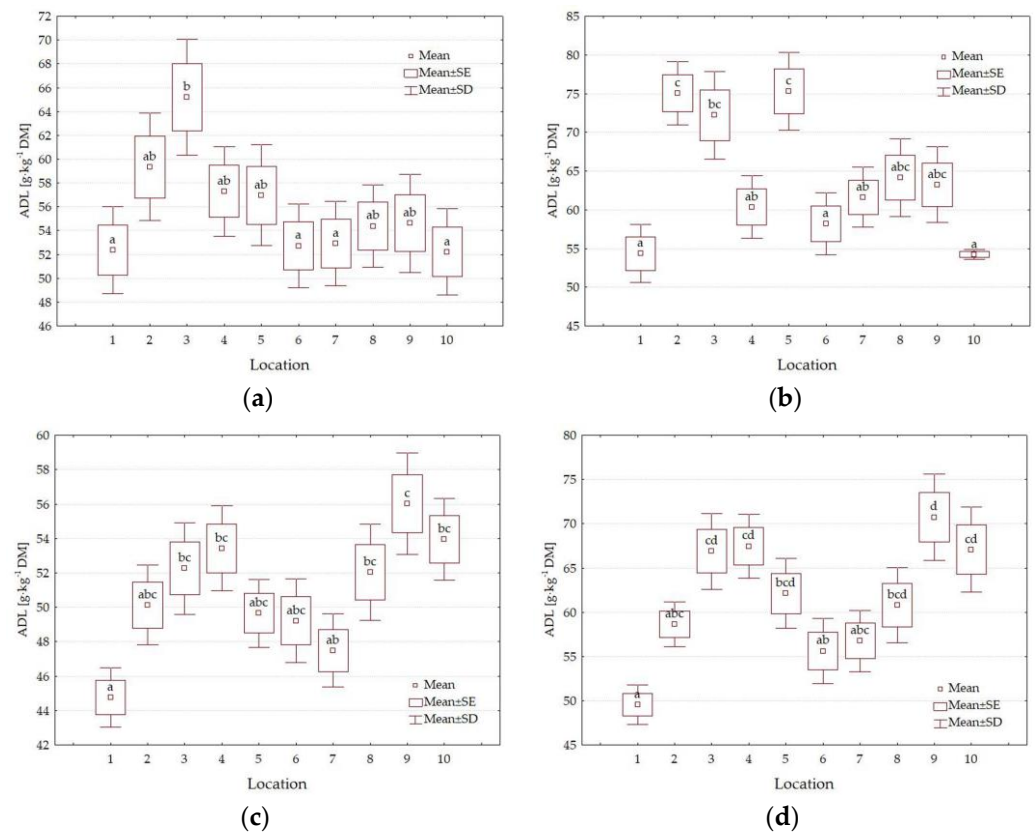 72
70
68
66
64
62
60
58
56
54
52
50
48
46
ADL [g·kg⁻¹ DM]
Mean
Mean±SE
Mean±SD
a
ab
b
ab
ab
a
a
ab
ab
a
1 2 3 4 5 6 7 8 9 10
Location
(a)
85
80
75
70
65
60
55
50
45
ADL [g·kg⁻¹ DM]
Mean
Mean±SE
Mean±SD
a
c
bc
ab
c
a
ab
abc
abc
a
1 2 3 4 5 6 7 8 9 10
Location
(b)
60
58
56
54
52
50
48
46
44
42
ADL [g·kg⁻¹ DM]
a
abc
bc
bc
abc
abc
ab
bc
c
bc
Mean
Mean±SE
Mean±SD
1 2 3 4 5 6 7 8 9 10
Location
(c)
80
75
70
65
60
55
50
45
ADL [g·kg⁻¹ DM]
a
abc
cd
cd
bcd
ab
abc
bcd
d
cd
Mean
Mean±SE
Mean±SD
1 2 3 4 5 6 7 8 9 10
Location
(d)